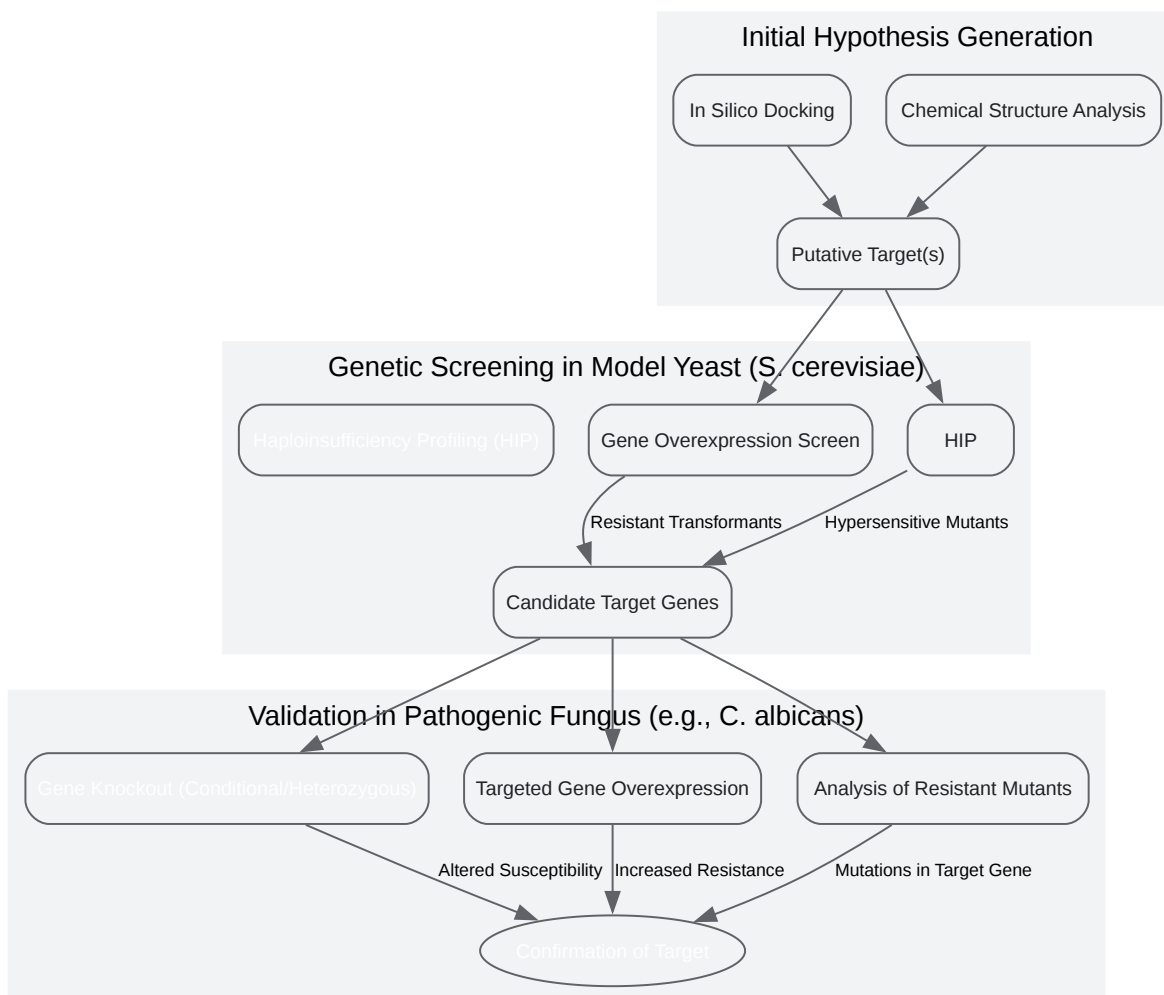 Initial Hypothesis Generation
In Silico Docking
Chemical Structure Analysis
Putative Target(s)
Genetic Screening in Model Yeast (S. cerevisiae)
Haploinsufficiency Profiling (HIP)
Gene Overexpression Screen
HIP
Resistant Transformants
Hypersensitive Mutants
Candidate Target Genes
Validation in Pathogenic Fungus (e.g., C. albicans)
Gene Knockout (Conditional/Heterozygous)
Targeted Gene Overexpression
Analysis of Resistant Mutants
Altered Susceptibility
Increased Resistance
Mutations in Target Gene
Confirmation of Target